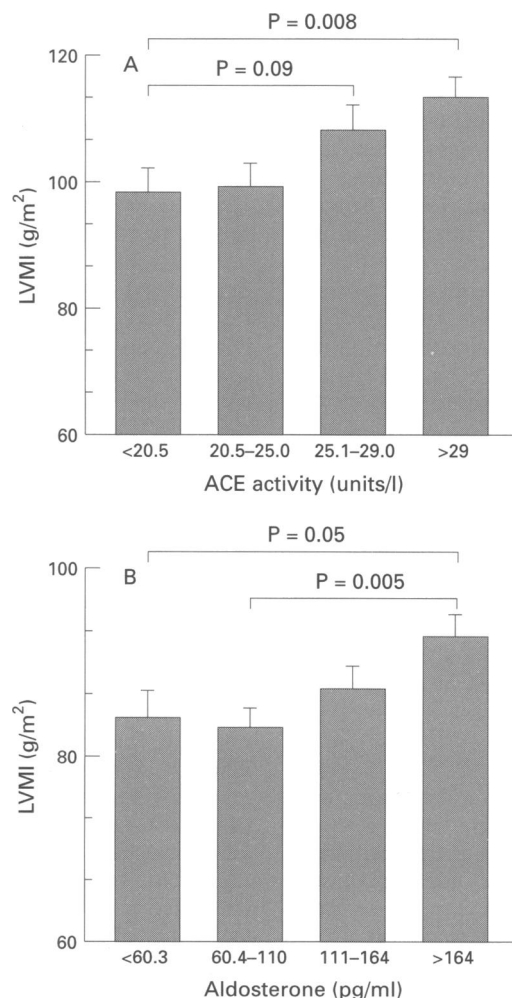 P = 0.008
120
A
P = 0.09
100
LVMI (g/m²)
80
60
<20.5 20.5–25.0 25.1–29.0 >29
ACE activity (units/l)
P = 0.05
100
B
P = 0.005
LVMI (g/m²)
80
60
<60.3 60.4–110 111–164 >164
Aldosterone (pg/ml)